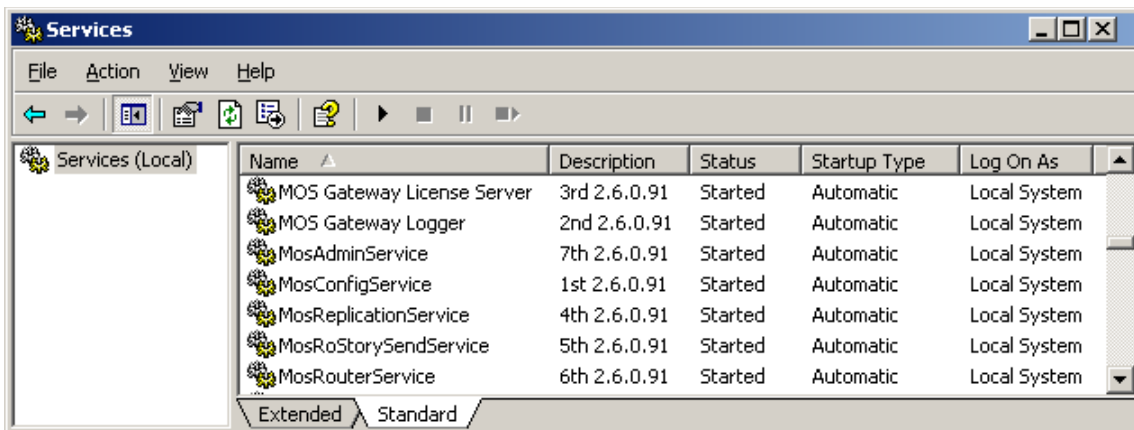 Services
File Action View Help
Services (Local)
Name Description Status Startup Type Log On As
MOS Gateway License Server 3rd 2.6.0.91 Started Automatic Local System
MOS Gateway Logger 2nd 2.6.0.91 Started Automatic Local System
MosAdminService 7th 2.6.0.91 Started Automatic Local System
MosConfigService 1st 2.6.0.91 Started Automatic Local System
MosReplicationService 4th 2.6.0.91 Started Automatic Local System
MosRoStorySendService 5th 2.6.0.91 Started Automatic Local System
MosRouterService 6th 2.6.0.91 Started Automatic Local System
Extended Standard